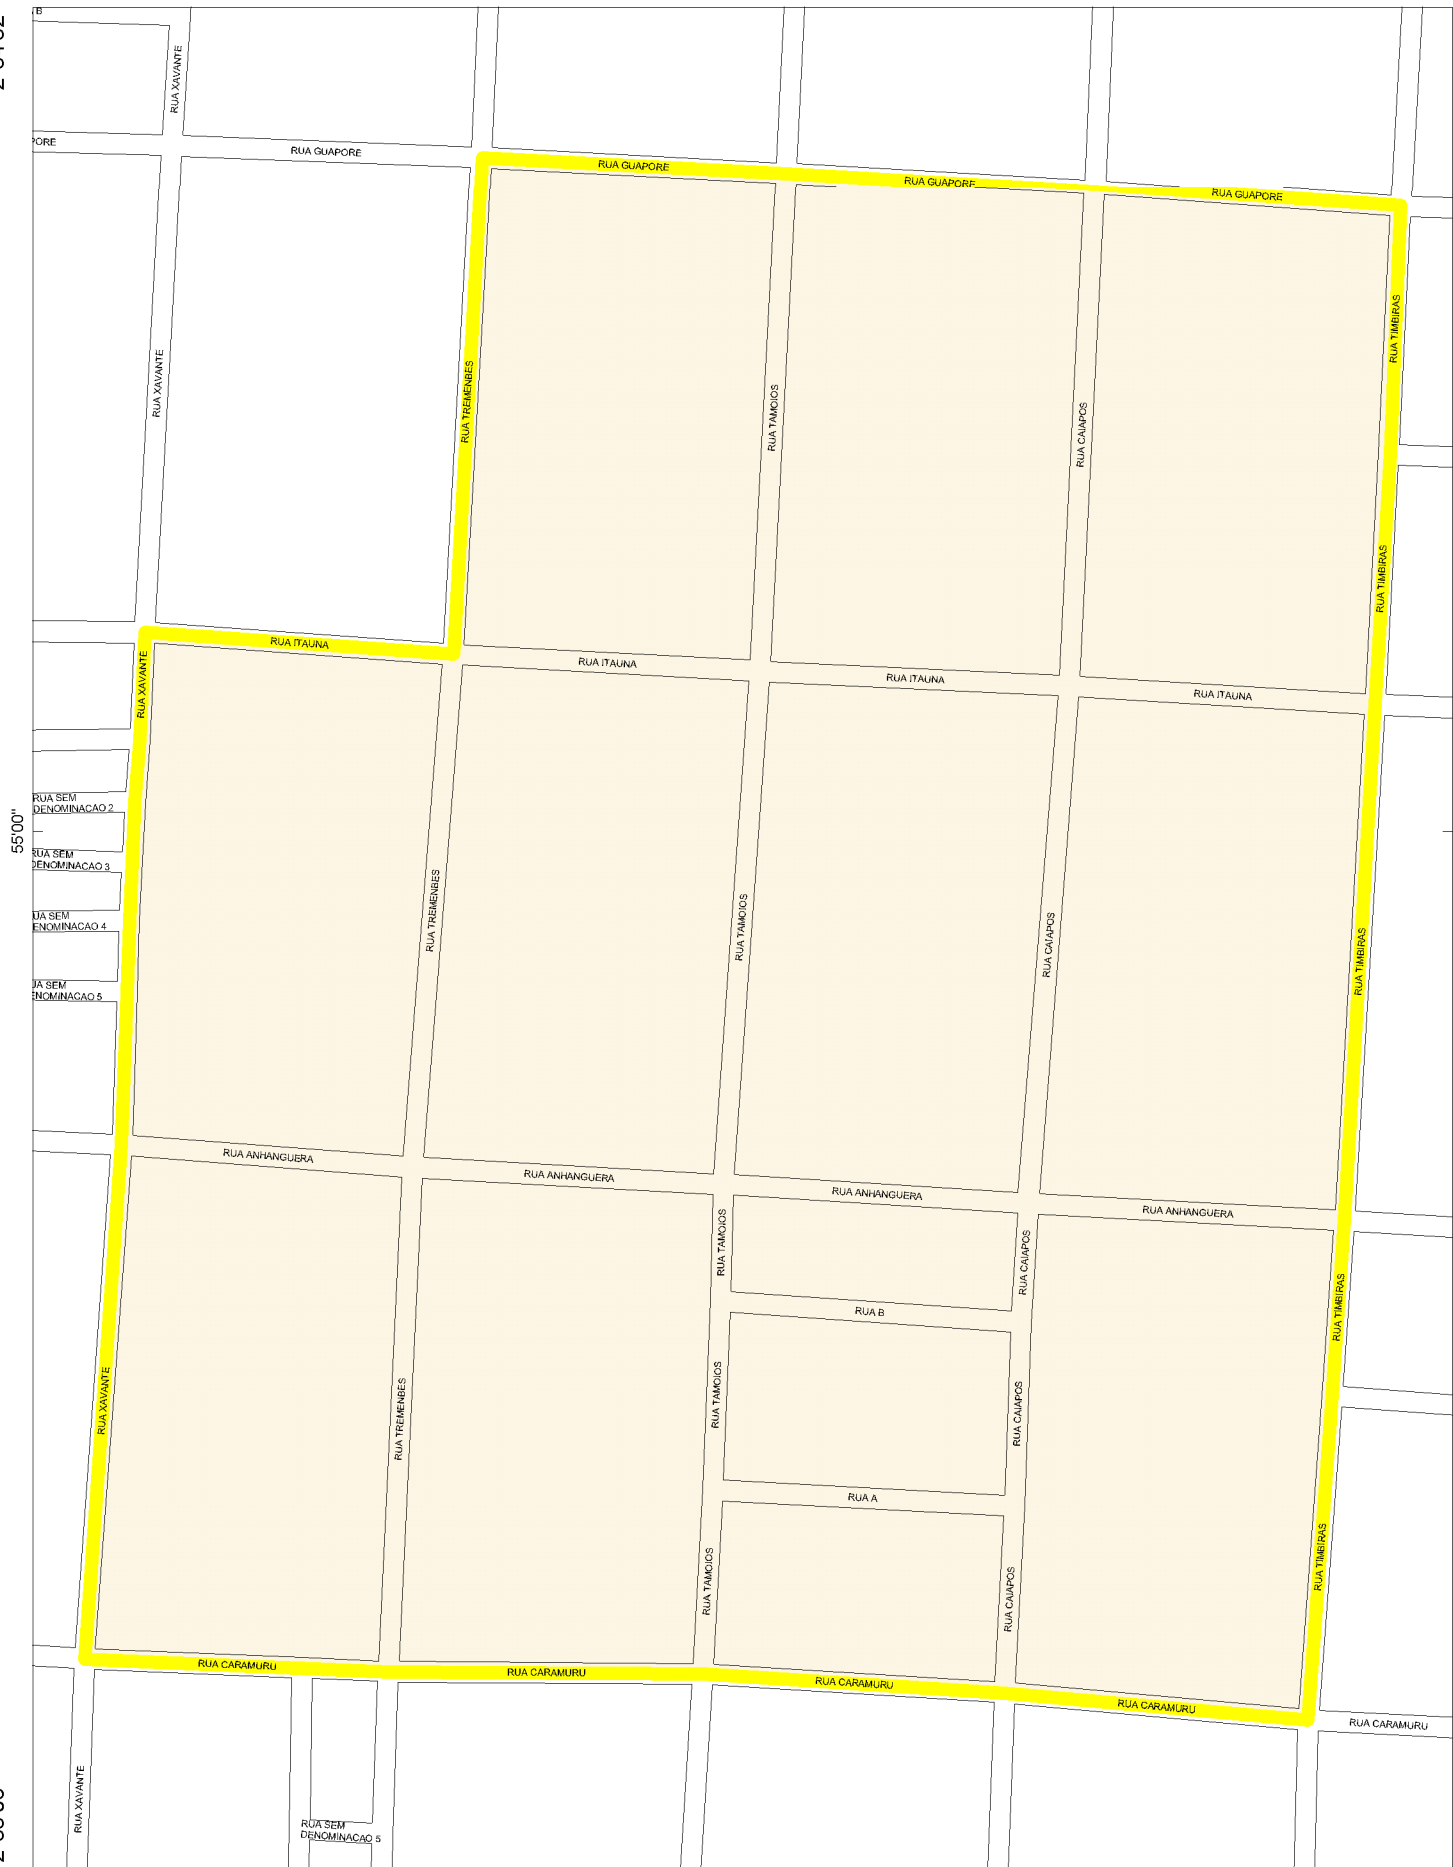 B
RUA XAVANTE
PORE
RUA GUAPORE
RUA GUAPORE
RUA GUAPORE
RUA GUAPORE
RUA TIMBIRAS
RUA XAVANTE
RUA TREMENBES
RUA TAMOIOS
RUA CAIAPOS
RUA TIMBIRAS
RUA ITAUNA
RUA ITAUNA
RUA ITAUNA
RUA ITAUNA
RUA XAVANTE
RUA SEM
DENOMINACAO 2
55'00"
RUA SEM
DENOMINACAO 3
UA SEM
ENOMINACAO 4
UA SEM
ENOMINACAO 5
RUA TREMENBES
RUA TAMOIOS
RUA CAIAPOS
RUA TIMBIRAS
RUA ANHANGUERA
RUA ANHANGUERA
RUA ANHANGUERA
RUA ANHANGUERA
RUA TAMOIOS
RUA CAIAPOS
RUA TIMBIRAS
RUA B
RUA XAVANTE
RUA TREMENBES
RUA TAMOIOS
RUA CAIAPOS
RUA A
RUA TAMOIOS
RUA CAIAPOS
RUA TIMBIRAS
RUA CARAMURU
RUA CARAMURU
RUA CARAMURU
RUA CARAMURU
RUA CARAMURU
RUA XAVANTE
RUA SEM
DENOMINACAO 5